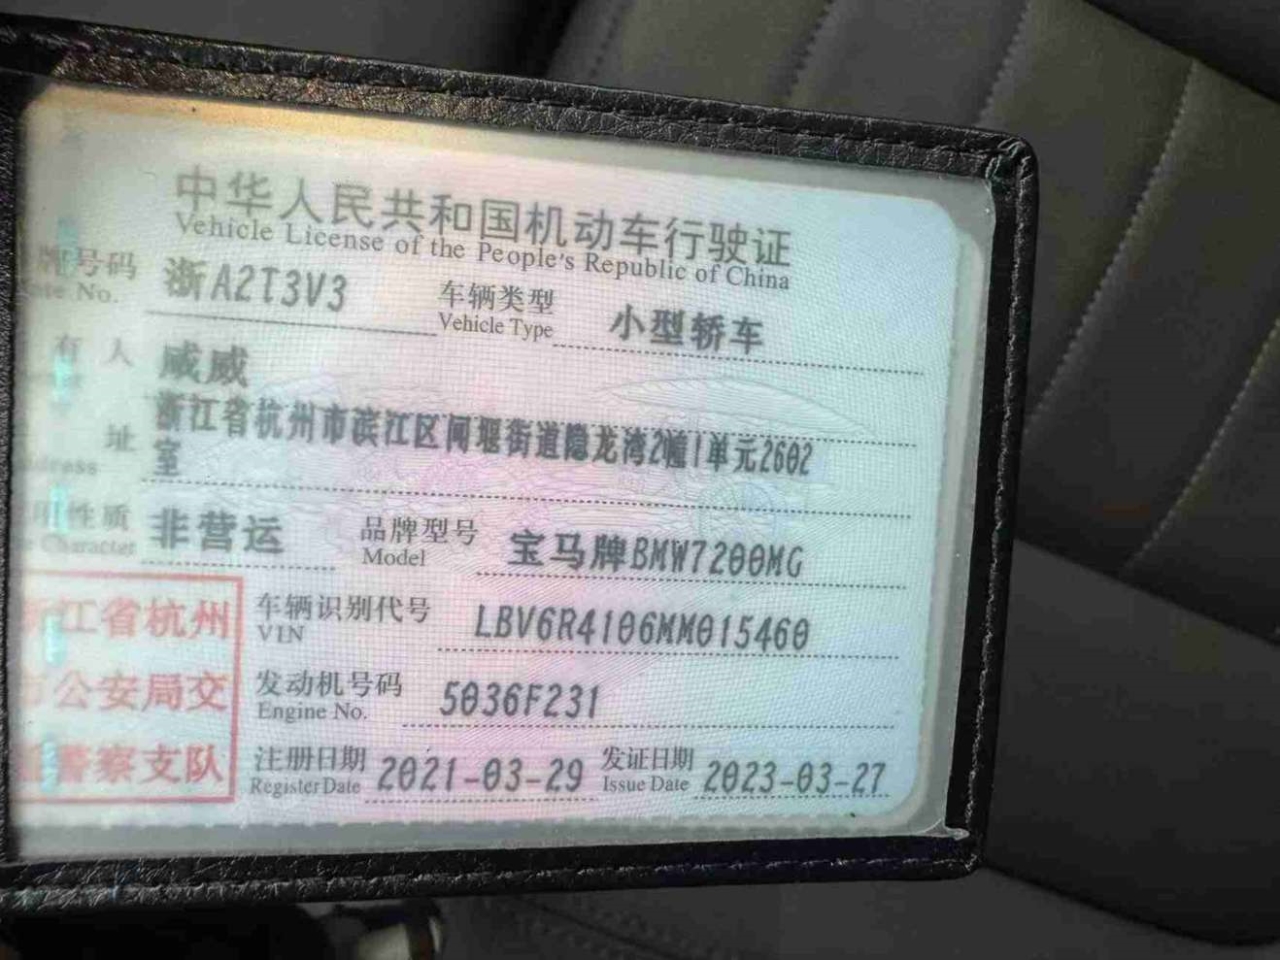 中华人民共和国机动车行驶证
Vehicle License of the People's Republic of China
牌号码 浙A2T3V3 车辆类型 小型轿车
No. Vehicle Type
有人 威威
址 浙江省杭州市滨江区闻堰街道隐龙湾2幢1单元2602
室
性质 非营运 品牌型号 宝马牌BMW7200MG
Character Model
江省杭州
公安局交
警察支队
车辆识别代号 LBV6R4106MM015460
VIN
发动机号码 5036F231
Engine No.
注册日期 2021-03-29 发证日期 2023-03-27
Register Date Issue Date